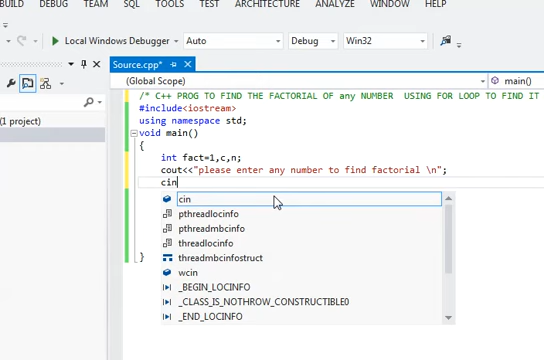 BUILD DEBUG TEAM SQL TOOLS TEST ARCHITECTURE ANALYZE WINDOW HELP
Local Windows Debugger Auto Debug Win32
Source.cpp*
(Global Scope) main()
/* C++ PROG TO FIND THE FACTORIAL OF any NUMBER USING FOR LOOP TO FIND IT
#include<iostream>
(1 project)
using namespace std;
void main()
{
int fact=1,c,n;
cout<<"please enter any number to find factorial \n";
cin
cin
pthreadlocinfo
pthreadmbcinfo
threadlocinfo
threadmbcinfostruct
}
wcin
_BEGIN_LOCINFO
_CLASS_IS_NOTHROW_CONSTRUCTIBLE0
_END_LOCINFO